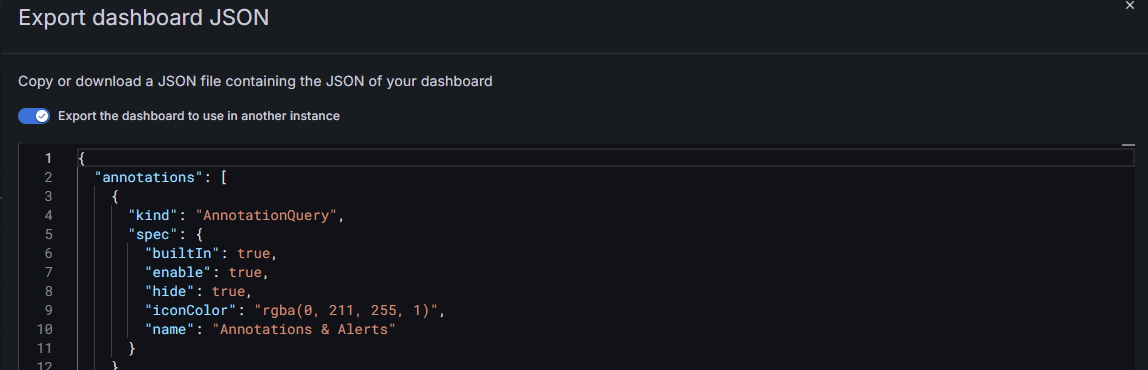 Export dashboard JSON
Copy or download a JSON file containing the JSON of your dashboard
Export the dashboard to use in another instance
1 {
2 "annotations": [
3 {
4 "kind": "AnnotationQuery",
5 "spec": {
6 "builtIn": true,
7 "enable": true,
8 "hide": true,
9 "iconColor": "rgba(0, 211, 255, 1)",
10 "name": "Annotations & Alerts"
11 }
12 }